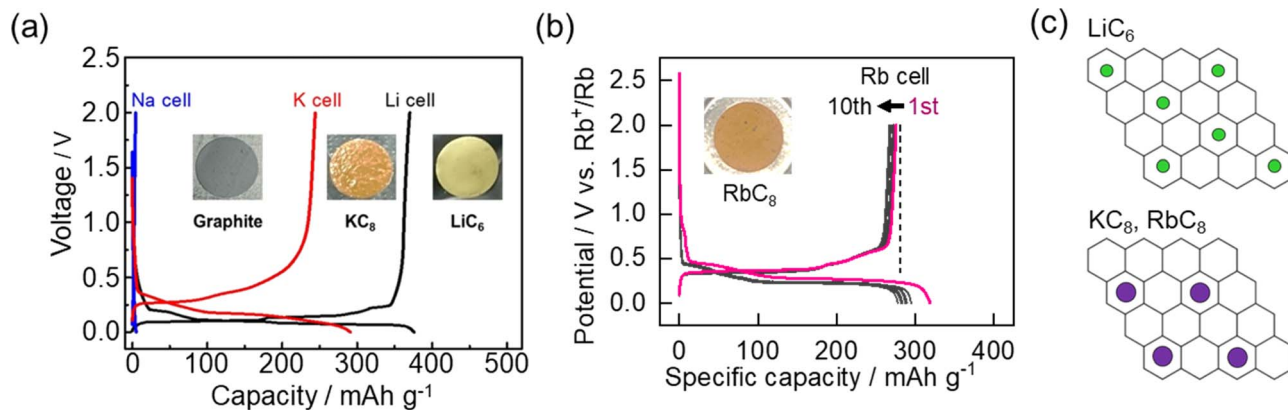 (a)
Voltage / V
2.5
2.0
1.5
1.0
0.5
0.0
Na cell
K cell
Li cell
Graphite
KC₈
LiC₆
0 100 200 300 400 500
Capacity / mAh g⁻¹
(b)
Potential / V vs. Rb⁺/Rb
2.5
2.0
1.5
1.0
0.5
0.0
Rb cell
10th 1st
RbC₈
0 100 200 300 400
Specific capacity / mAh g⁻¹
(c)
LiC₆
KC₈, RbC₈